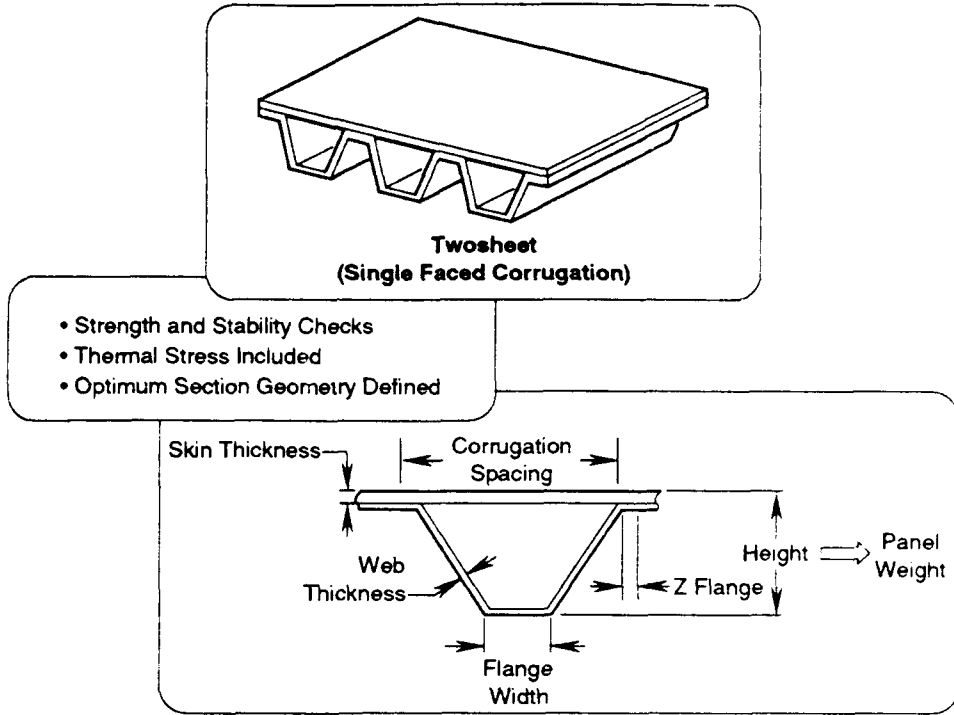 Twosheet
(Single Faced Corrugation)
• Strength and Stability Checks
• Thermal Stress Included
• Optimum Section Geometry Defined
Skin Thickness
Corrugation
Spacing
Web
Thickness
Height
Panel
Weight
Z Flange
Flange
Width